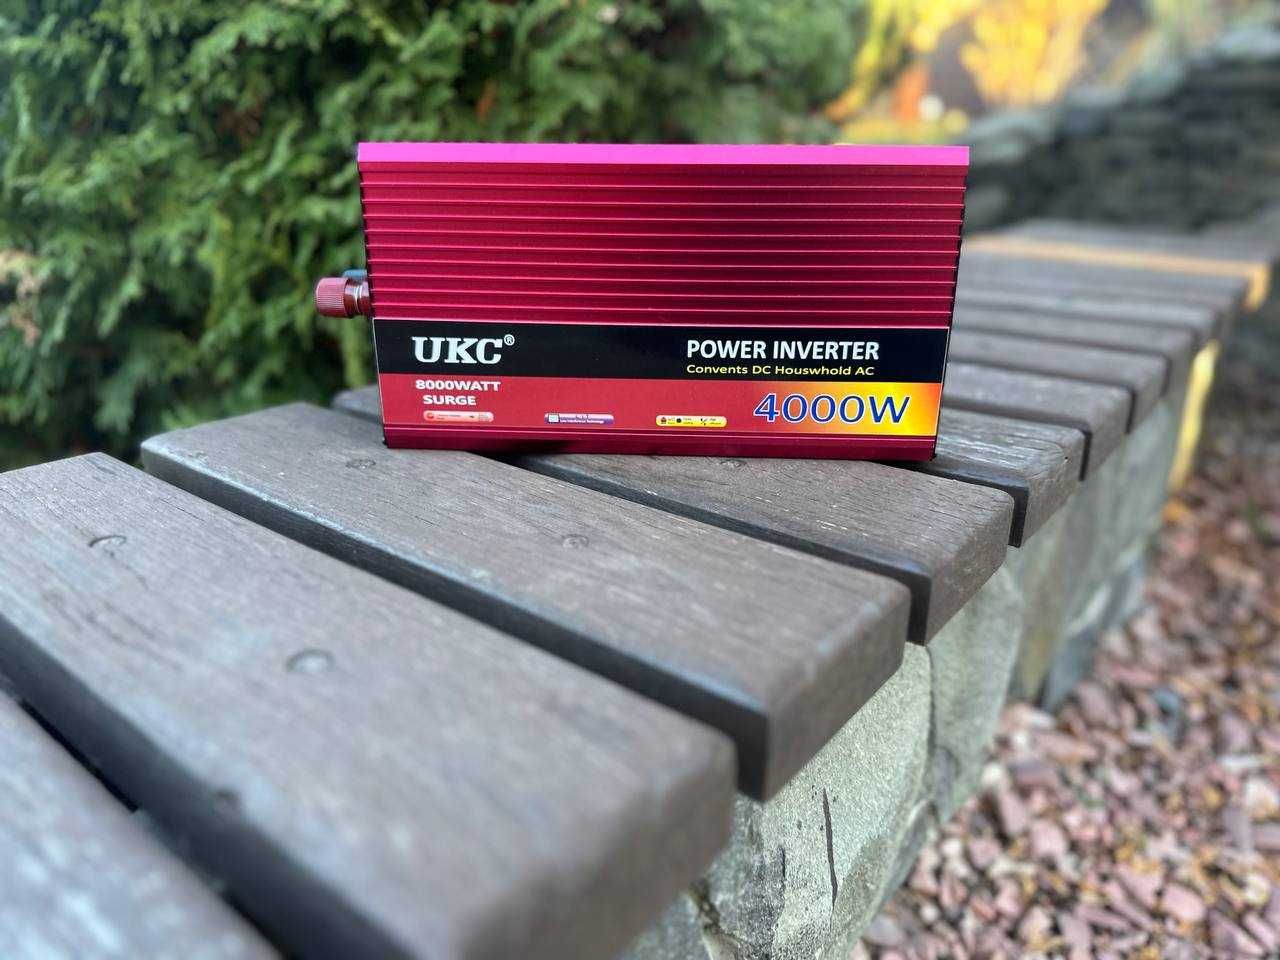 UKC®
POWER INVERTER
Convents DC Houswhold AC
8000WATT
SURGE
4000W